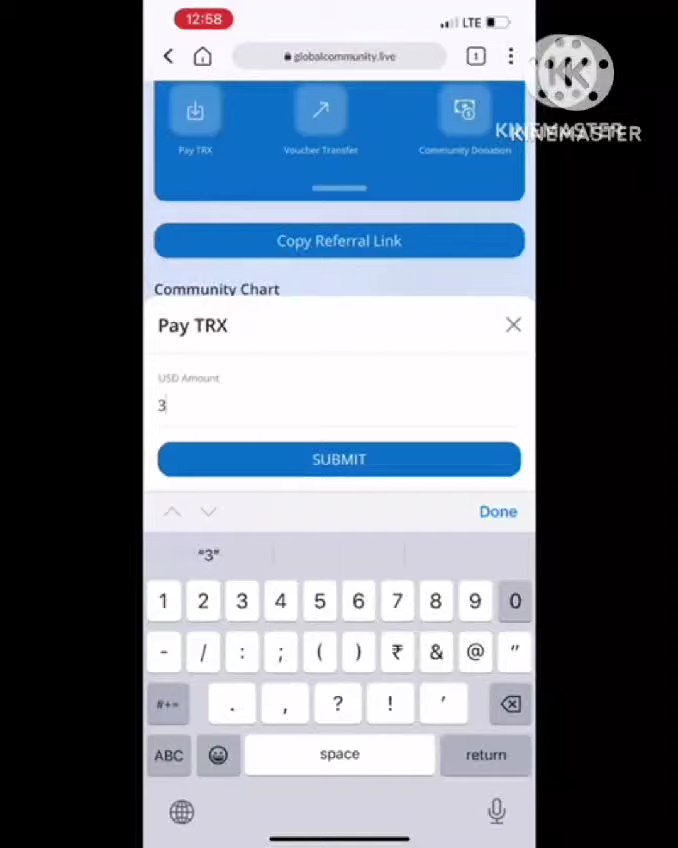 12:58
LTE
globalcommunity.live
1
KK
KINEMASTER
KINEMASTER
Pay TRX
Voucher Transfer
Community Donation
Copy Referral Link
Community Chart
Pay TRX
USD Amount
3
SUBMIT
Done
"3"
1 2 3 4 5 6 7 8 9 0
- / : ; ( ) ₹ & @ "
#+= . , ? ! '
ABC space return